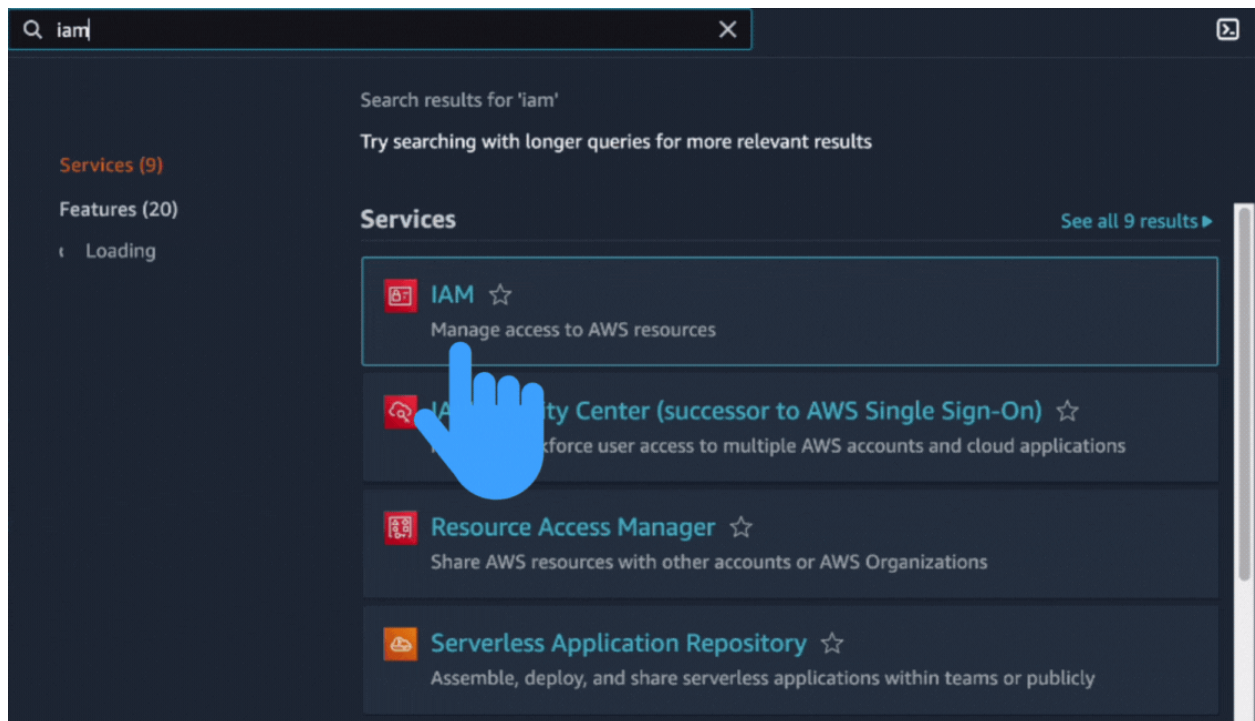 iam
Search results for 'iam'
Try searching with longer queries for more relevant results
Services (9)
Features (20)
Loading
Services
See all 9 results
IAM
Manage access to AWS resources
ty Center (successor to AWS Single Sign-On)
user access to multiple AWS accounts and cloud applications
Resource Access Manager
Share AWS resources with other accounts or AWS Organizations
Serverless Application Repository
Assemble, deploy, and share serverless applications within teams or publicly